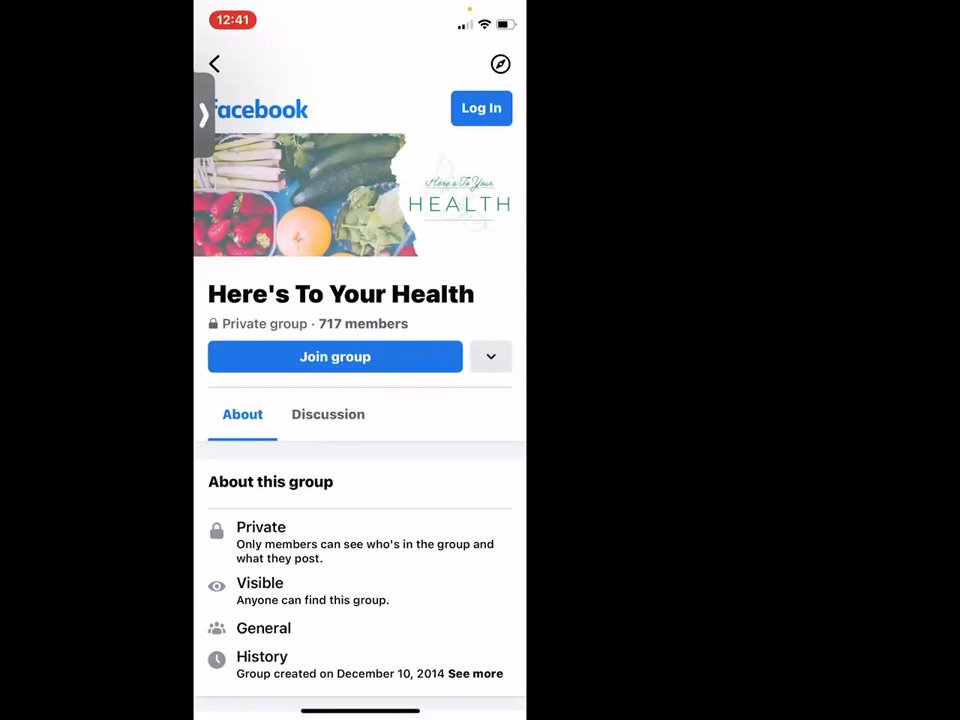 12:41
facebook
Log In
Here's To Your
HEALTH
Here's To Your Health
Private group · 717 members
Join group
About Discussion
About this group
Private
Only members can see who's in the group and
what they post.
Visible
Anyone can find this group.
General
History
Group created on December 10, 2014 See more